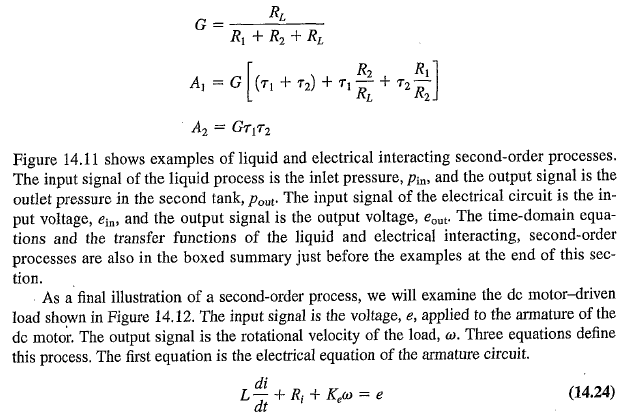 G = R_L / (R_1 + R_2 + R_L)
A_1 = G[(τ_1 + τ_2) + τ_1 R_2/R_L + τ_2 R_1/R_2]
A_2 = Gτ_1τ_2
Figure 14.11 shows examples of liquid and electrical interacting second-order processes.
The input signal of the liquid process is the inlet pressure, p_in, and the output signal is the
outlet pressure in the second tank, p_out. The input signal of the electrical circuit is the in-
put voltage, e_in, and the output signal is the output voltage, e_out. The time-domain equa-
tions and the transfer functions of the liquid and electrical interacting, second-order
processes are also in the boxed summary just before the examples at the end of this sec-
tion.
As a final illustration of a second-order process, we will examine the dc motor–driven
load shown in Figure 14.12. The input signal is the voltage, e, applied to the armature of the
dc motor. The output signal is the rotational velocity of the load, ω. Three equations define
this process. The first equation is the electrical equation of the armature circuit.
L di/dt + R_i + K_eω = e (14.24)